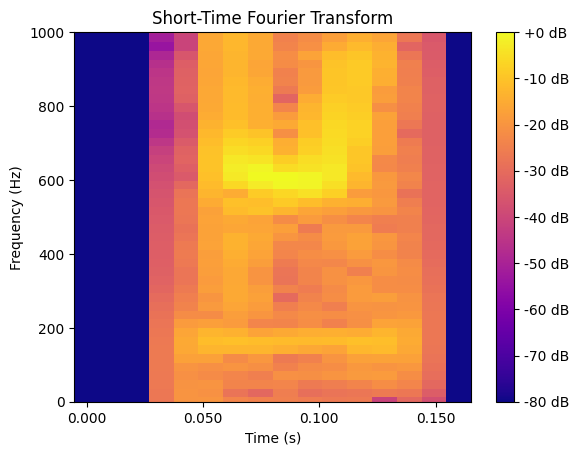 Short-Time Fourier Transform
1000
800
600
400
200
0
Frequency (Hz)
0.000
0.050
0.100
0.150
Time (s)
+0 dB
-10 dB
-20 dB
-30 dB
-40 dB
-50 dB
-60 dB
-70 dB
-80 dB